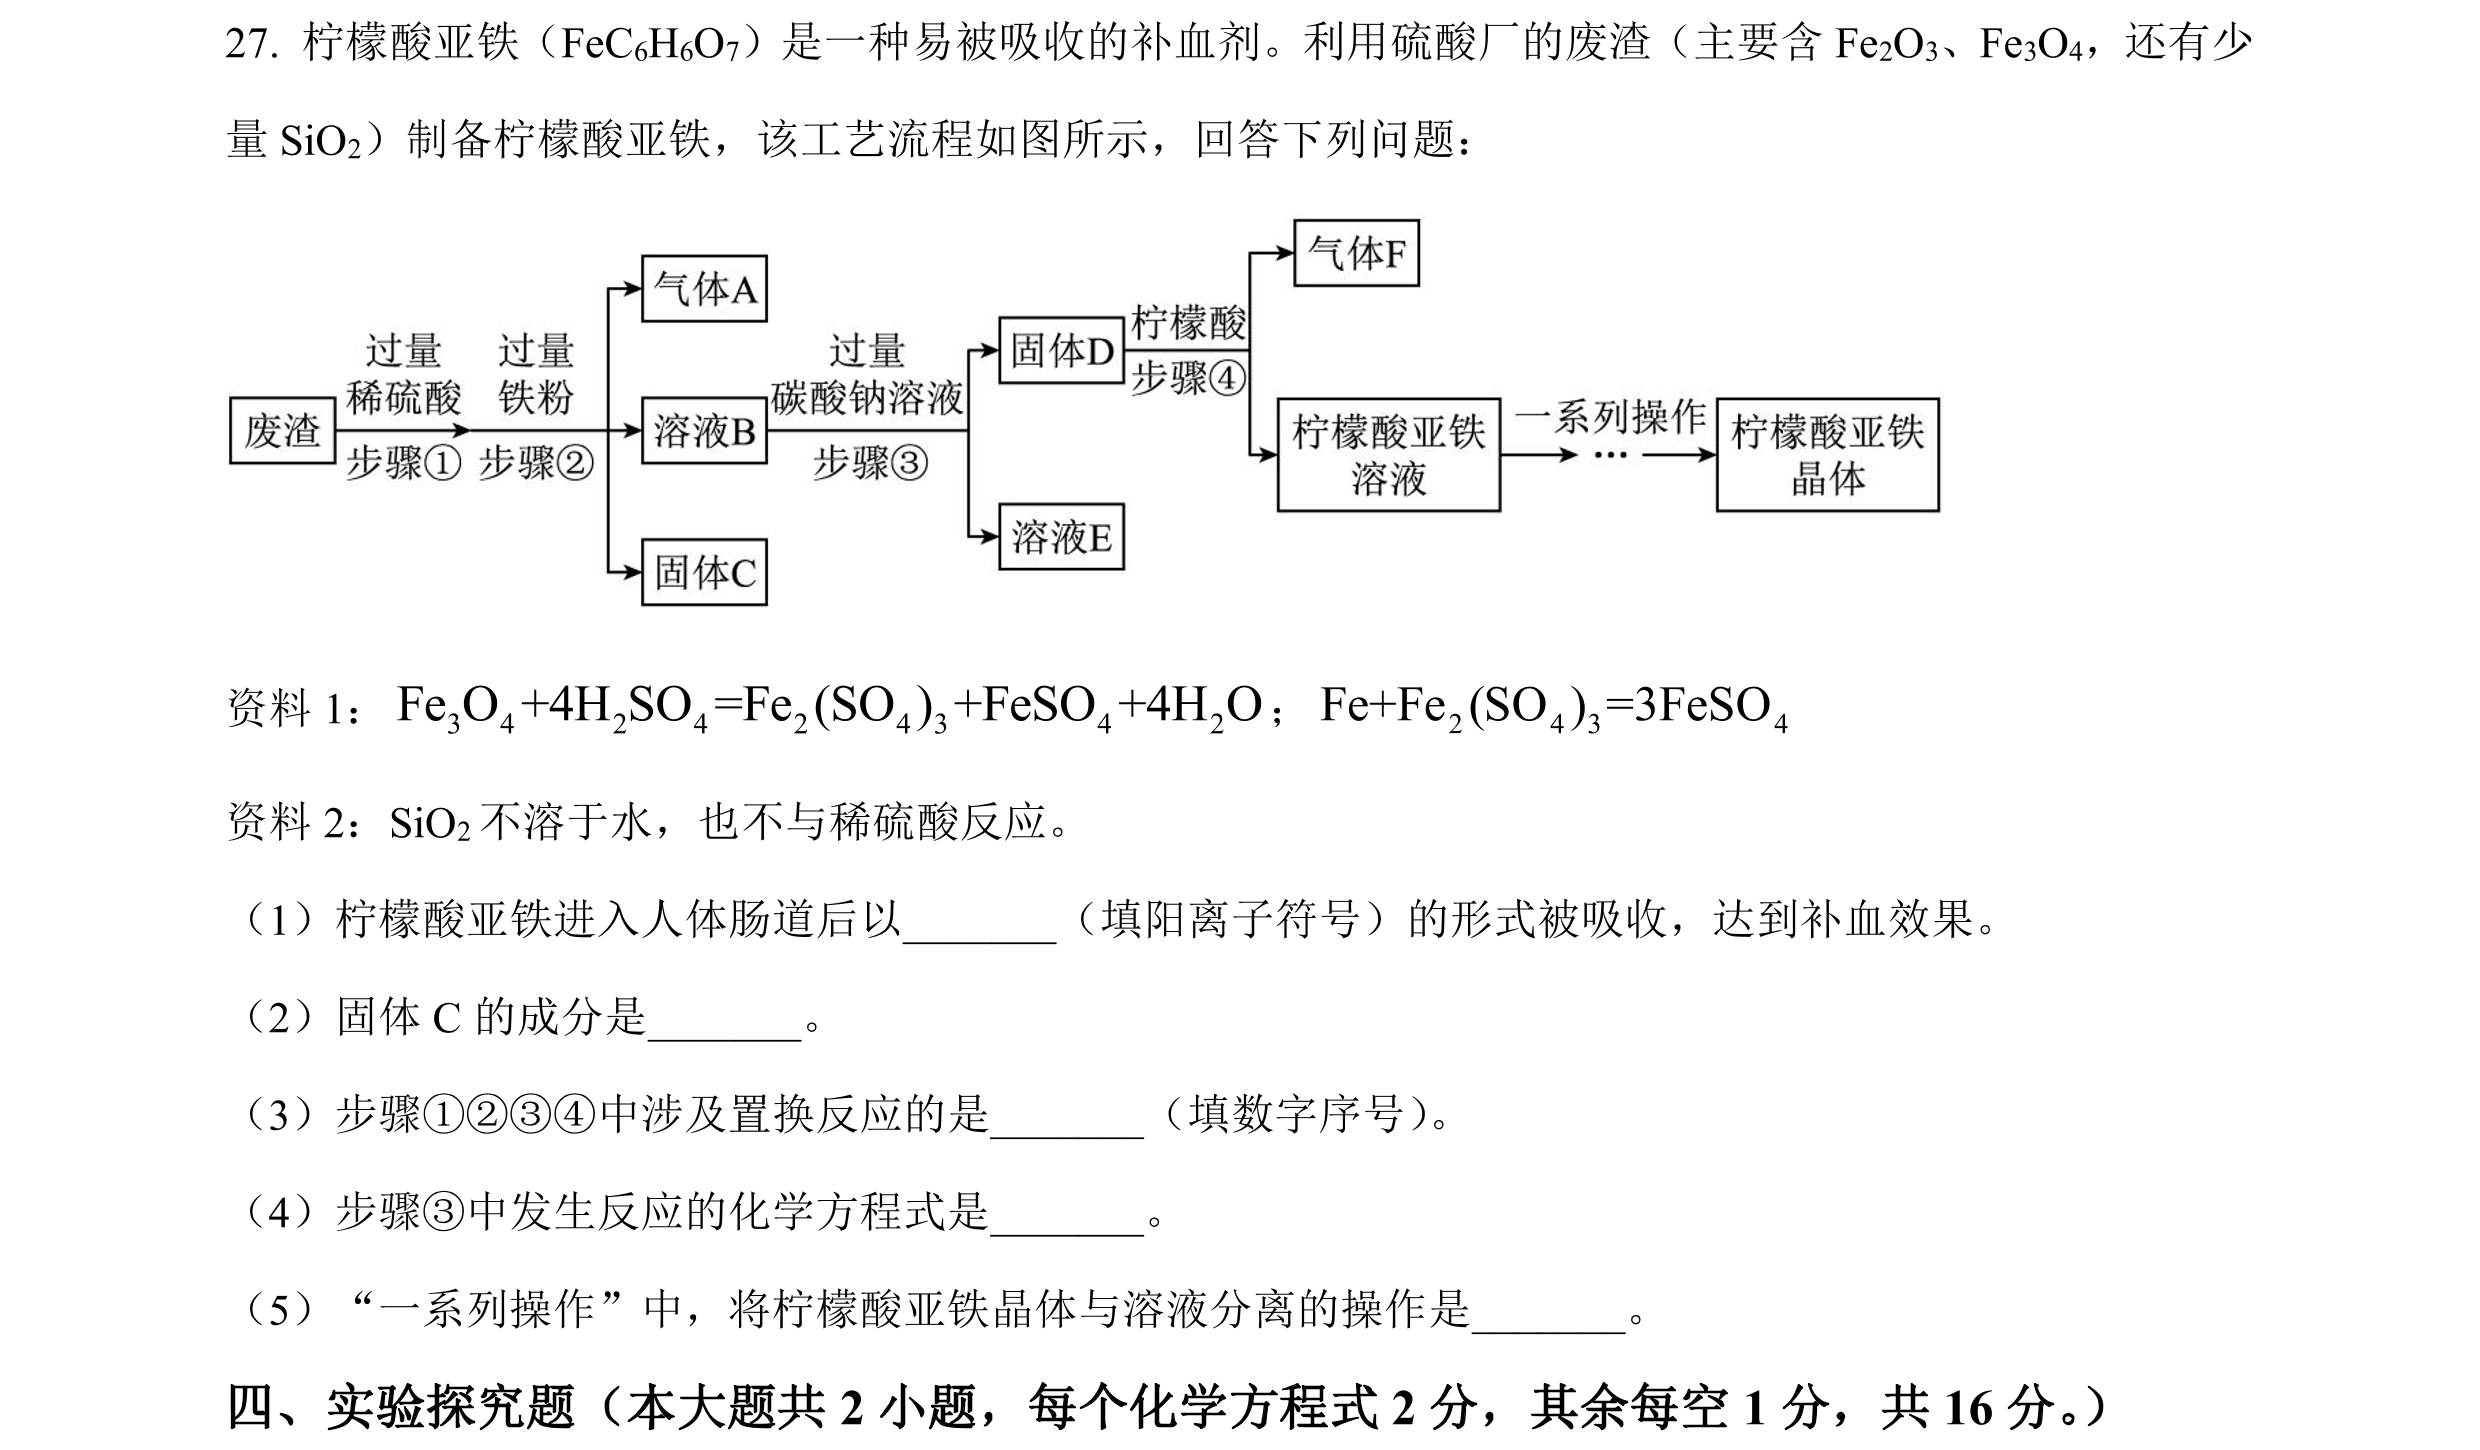 27. 柠檬酸亚铁（FeC₆H₆O₇）是一种易被吸收的补血剂。利用硫酸厂的废渣（主要含 Fe₂O₃、Fe₃O₄，还有少
量 SiO₂）制备柠檬酸亚铁，该工艺流程如图所示，回答下列问题：
废渣
过量
稀硫酸
步骤①
过量
铁粉
步骤②
气体A
溶液B
固体C
过量
碳酸钠溶液
步骤③
固体D
溶液E
柠檬酸
步骤④
气体F
柠檬酸亚铁
溶液
一系列操作
…
柠檬酸亚铁
晶体
资料 1：Fe₃O₄+4H₂SO₄=Fe₂(SO₄)₃+FeSO₄+4H₂O；Fe+Fe₂(SO₄)₃=3FeSO₄
资料 2：SiO₂ 不溶于水，也不与稀硫酸反应。
（1）柠檬酸亚铁进入人体肠道后以_______（填阳离子符号）的形式被吸收，达到补血效果。
（2）固体 C 的成分是_______。
（3）步骤①②③④中涉及置换反应的是_______（填数字序号）。
（4）步骤③中发生反应的化学方程式是_______。
（5）“一系列操作”中，将柠檬酸亚铁晶体与溶液分离的操作是_______。
四、实验探究题（本大题共 2 小题，每个化学方程式 2 分，其余每空 1 分，共 16 分。）